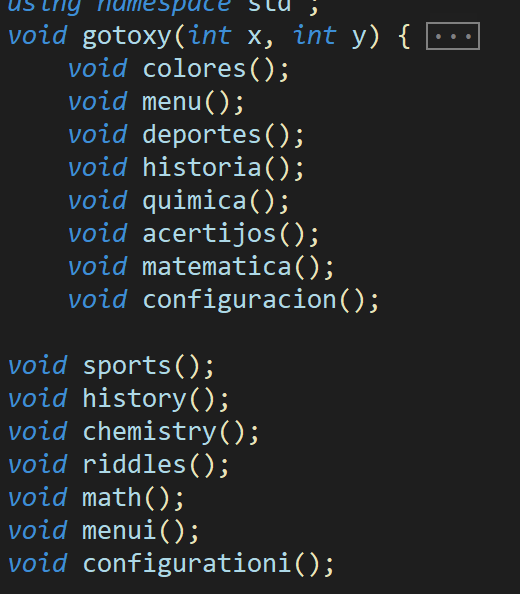 using namespace std ;
void gotoxy(int x, int y) { ...
void colores();
void menu();
void deportes();
void historia();
void quimica();
void acertijos();
void matematica();
void configuracion();
void sports();
void history();
void chemistry();
void riddles();
void math();
void menui();
void configurationi();